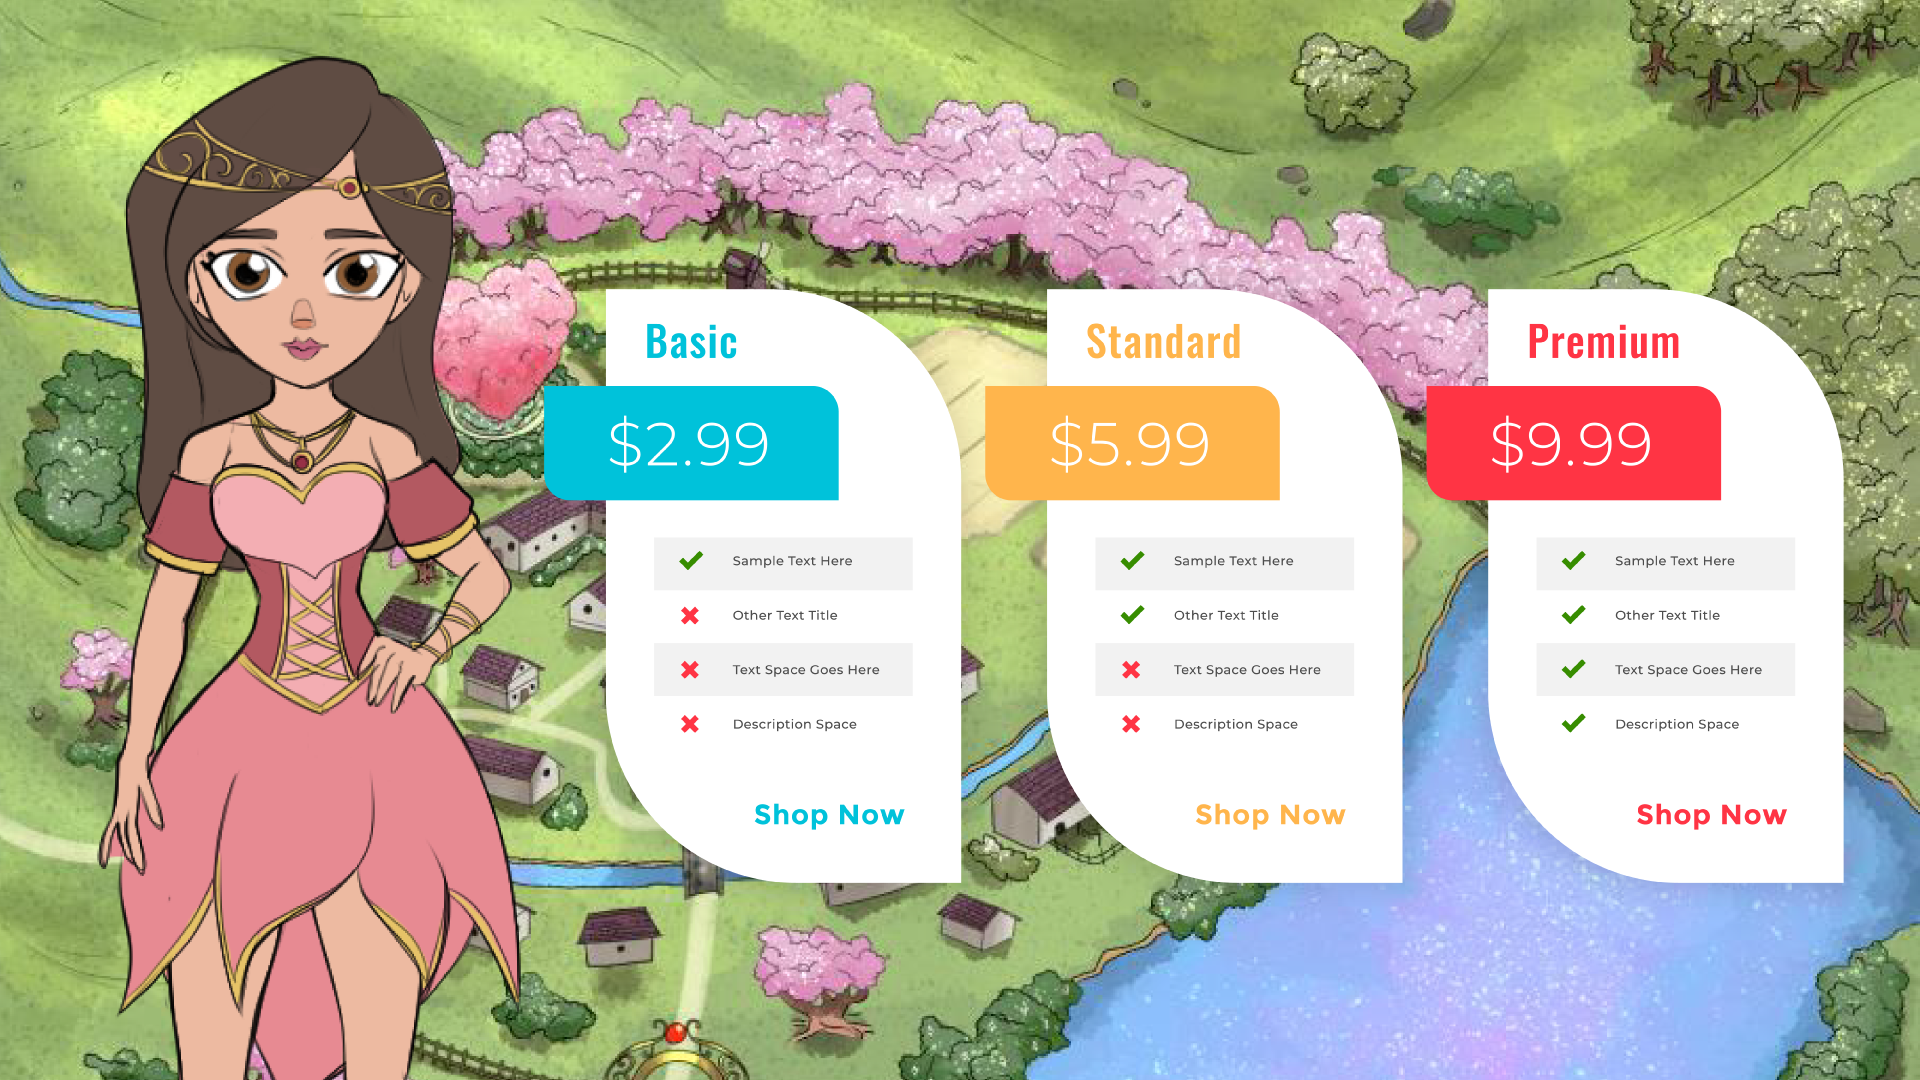 Basic
$2.99
Sample Text Here
Other Text Title
Text Space Goes Here
Description Space
Shop Now
Standard
$5.99
Sample Text Here
Other Text Title
Text Space Goes Here
Description Space
Shop Now
Premium
$9.99
Sample Text Here
Other Text Title
Text Space Goes Here
Description Space
Shop Now